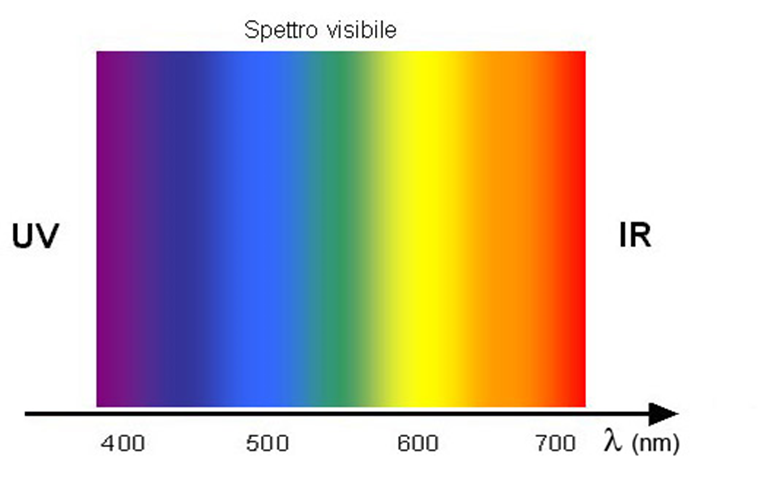 Spettro visibile
UV
IR
400 500 600 700 λ (nm)